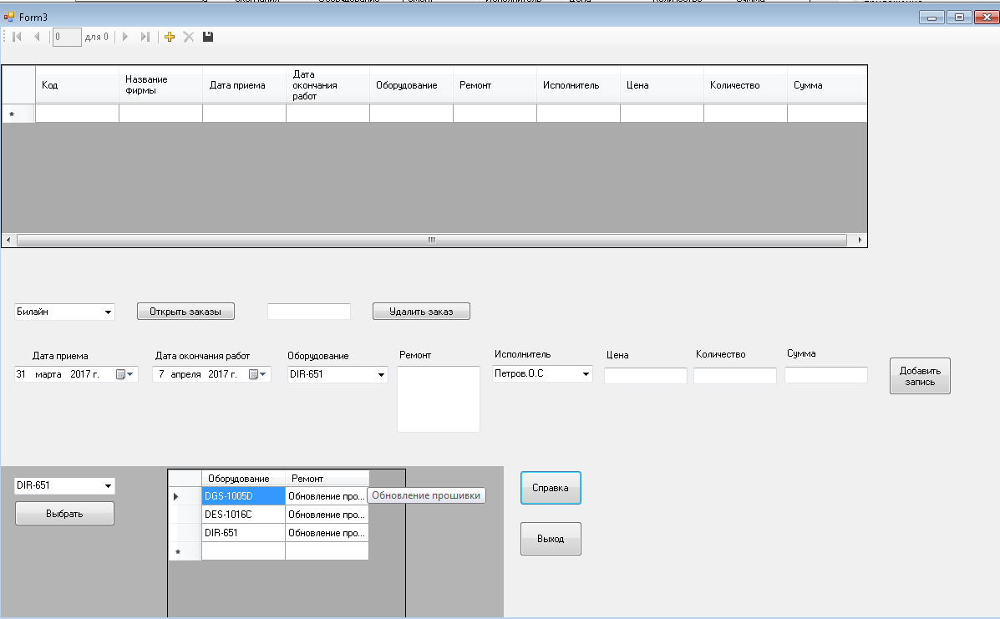 Form3
0 для 0
Код
Название фирмы
Дата приема
Дата окончания работ
Оборудование
Ремонт
Исполнитель
Цена
Количество
Сумма
*
Билайн
Открыть заказы
Удалить заказ
Дата приема
Дата окончания работ
Оборудование
Ремонт
Исполнитель
Цена
Количество
Сумма
31 марта 2017 г.
7 апреля 2017 г.
DIR-651
Петров.О.С
Добавить
запись
DIR-651
Выбрать
Оборудование Ремонт
DGS-1005D Обновление про...
Обновление прошивки
DES-1016C Обновление про...
DIR-651 Обновление про...
*
Справка
Выход